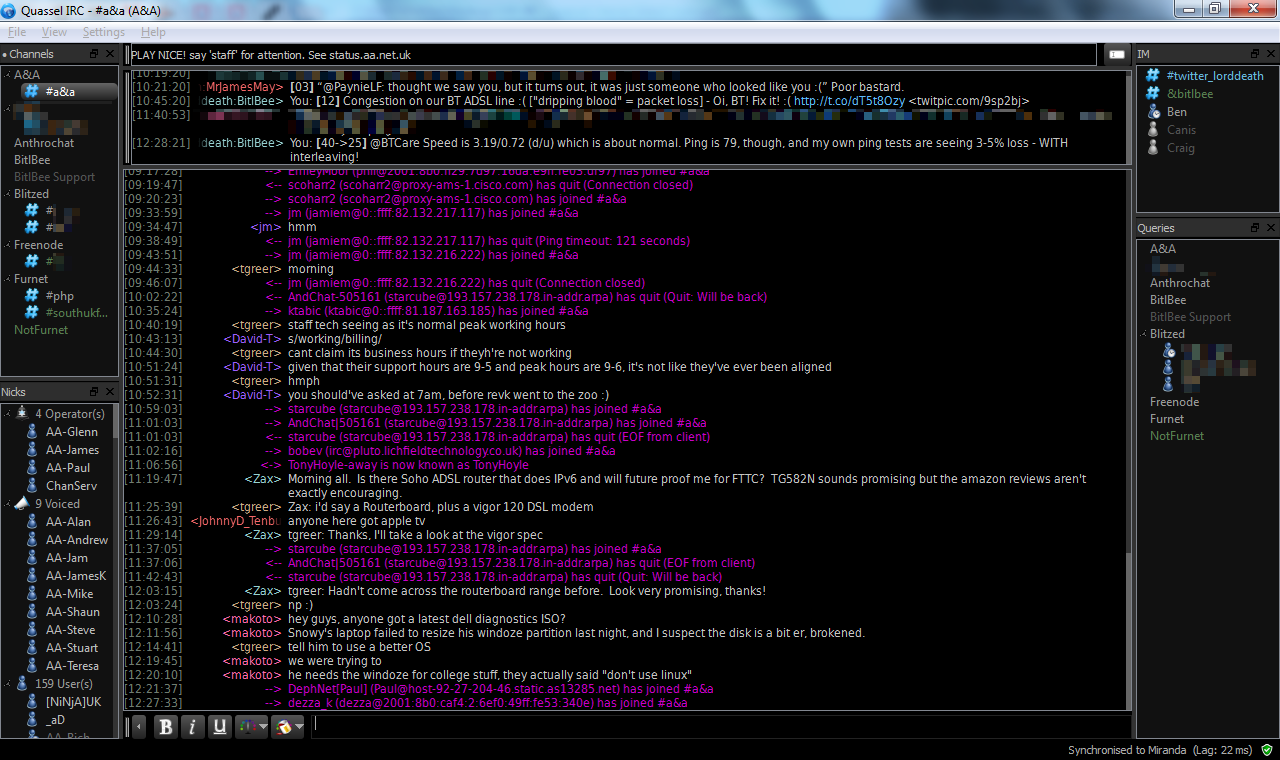 Quassel IRC - #a&a (A&A)
File View Settings Help
Channels
A&A
#a&a
Anthrochat
BitlBee
BitlBee Support
Blitzed
#
#
Freenode
#
Furnet
#php
#southukf...
NotFurnet
Nicks
4 Operator(s)
AA-Glenn
AA-James
AA-Paul
ChanServ
9 Voiced
AA-Alan
AA-Andrew
AA-Jam
AA-JamesK
AA-Mike
AA-Shaun
AA-Steve
AA-Stuart
AA-Teresa
159 User(s)
[NiNjA]UK
_aD
PLAY NICE! say 'staff' for attention. See status.aa.net.uk
[10:19:20]
[10:21:20] :MrJamesMay> [03] "@PaynieLF: thought we saw you, but it turns out, it was just someone who looked like you :(" Poor bastard.
[10:45:20] !death:BitlBee> You: [12] Congestion on our BT ADSL line :( ["dripping blood" = packet loss] - Oi, BT! Fix it! :( http://t.co/dT5t8Ozy <twitpic.com/9sp2bj>
[11:40:53]
[12:28:21] !death:BitlBee> You: [40->25] @BTCare Speed is 3.19/0.72 (d/u) which is about normal. Ping is 79, though, and my own ping tests are seeing 3-5% loss - WITH
interleaving!
[09:17:28] --> has joined #a&a
[09:19:47] <-- scoharr2 (scoharr2@proxy-ams-1.cisco.com) has quit (Connection closed)
[09:20:23] --> scoharr2 (scoharr2@proxy-ams-1.cisco.com) has joined #a&a
[09:33:59] --> jm (jamiem@0::ffff:82.132.217.117) has joined #a&a
[09:34:47] <jm> hmm
[09:38:49] <-- jm (jamiem@0::ffff:82.132.217.117) has quit (Ping timeout: 121 seconds)
[09:43:51] --> jm (jamiem@0::ffff:82.132.216.222) has joined #a&a
[09:44:33] <tgreer> morning
[09:46:07] <-- jm (jamiem@0::ffff:82.132.216.222) has quit (Connection closed)
[10:02:22] <-- AndChat-505161 (starcube@193.157.238.178.in-addr.arpa) has quit (Quit: Will be back)
[10:35:24] --> ktabic (ktabic@0::ffff:81.187.163.185) has joined #a&a
[10:40:19] <tgreer> staff tech seeing as it's normal peak working hours
[10:43:13] <David-T> s/working/billing/
[10:44:30] <tgreer> cant claim its business hours if theyh're not working
[10:51:24] <David-T> given that their support hours are 9-5 and peak hours are 9-6, it's not like they've ever been aligned
[10:51:31] <tgreer> hmph
[10:52:31] <David-T> you should've asked at 7am, before revk went to the zoo :)
[10:59:03] --> starcube (starcube@193.157.238.178.in-addr.arpa) has joined #a&a
[11:01:03] --> AndChat|505161 (starcube@193.157.238.178.in-addr.arpa) has joined #a&a
[11:01:03] <-- starcube (starcube@193.157.238.178.in-addr.arpa) has quit (EOF from client)
[11:02:16] --> bobev (irc@pluto.lichfieldtechnology.co.uk) has joined #a&a
[11:06:56] <-> TonyHoyle-away is now known as TonyHoyle
[11:19:47] <Zax> Morning all. Is there Soho ADSL router that does IPv6 and will future proof me for FTTC? TG582N sounds promising but the amazon reviews aren't
exactly encouraging.
[11:25:39] <tgreer> Zax: i'd say a Routerboard, plus a vigor 120 DSL modem
[11:26:43] <JohnnyD_Tenbu anyone here got apple tv
[11:29:14] <Zax> tgreer: Thanks, I'll take a look at the vigor spec
[11:37:05] --> starcube (starcube@193.157.238.178.in-addr.arpa) has joined #a&a
[11:37:06] <-- AndChat|505161 (starcube@193.157.238.178.in-addr.arpa) has quit (EOF from client)
[11:42:43] <-- starcube (starcube@193.157.238.178.in-addr.arpa) has quit (Quit: Will be back)
[12:03:15] <Zax> tgreer: Hadn't come across the routerboard range before. Look very promising, thanks!
[12:03:24] <tgreer> np :)
[12:10:28] <makoto> hey guys, anyone got a latest dell diagnostics ISO?
[12:11:56] <makoto> Snowy's laptop failed to resize his windoze partition last night, and I suspect the disk is a bit er, brokened.
[12:14:41] <tgreer> tell him to use a better OS
[12:19:45] <makoto> we were trying to
[12:20:10] <makoto> he needs the windoze for college stuff, they actually said "don't use linux"
[12:21:37] --> DephNet[Paul] (Paul@host-92-27-204-46.static.as13285.net) has joined #a&a
[12:27:33] --> dezza_k (dezza@2001:8b0:caf4:2:6ef0:49ff:fe53:340e) has joined #a&a
B i U
IM
#twitter_lorddeath
&bitlbee
Ben
Canis
Craig
Queries
A&A
Anthrochat
BitlBee
BitlBee Support
Blitzed
Freenode
Furnet
NotFurnet
Synchronised to Miranda (Lag: 22 ms)